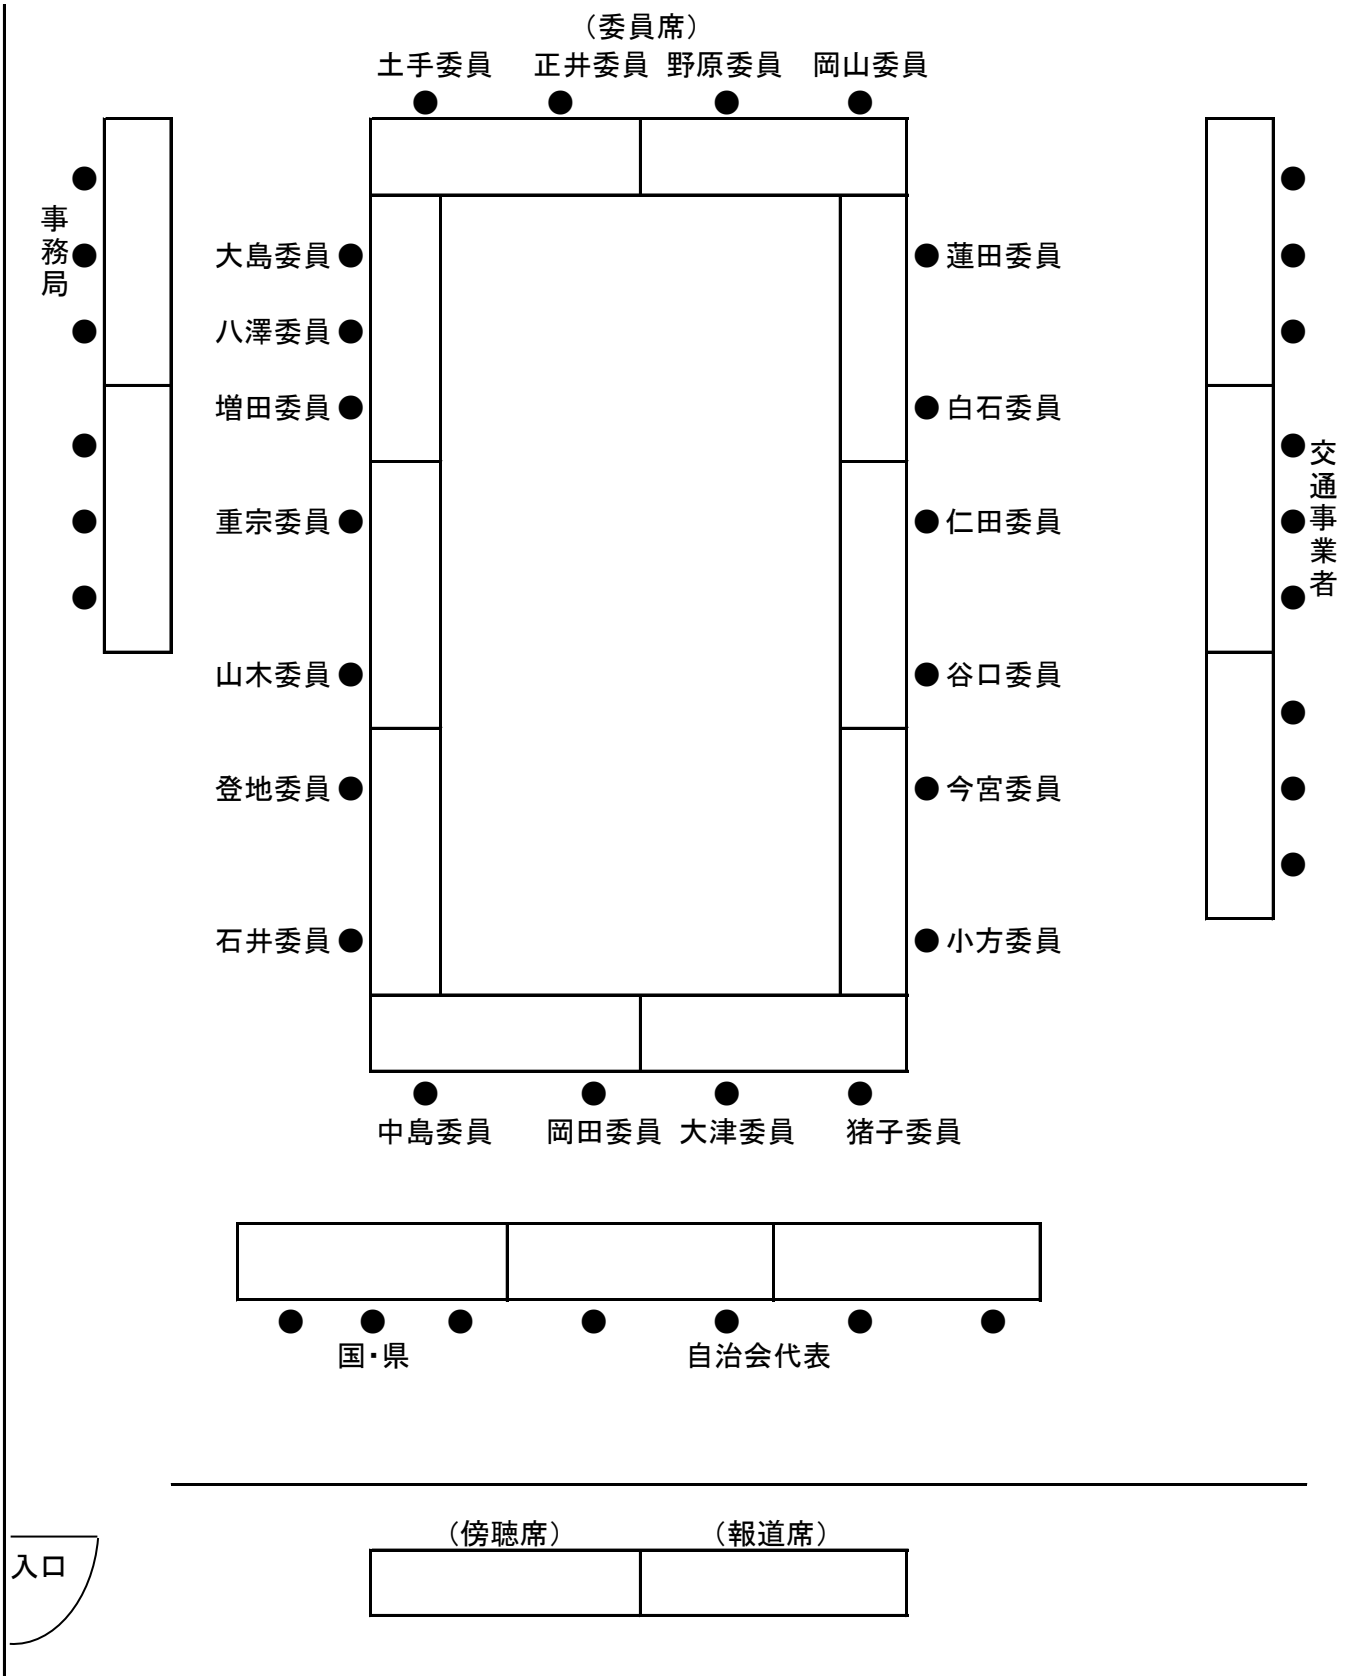 （委員席）
土手委員 正井委員 野原委員 岡山委員
事務局
大島委員
蓮田委員
八澤委員
増田委員
白石委員
交通事業者
重宗委員
仁田委員
山木委員
谷口委員
登地委員
今宮委員
石井委員
小方委員
中島委員 岡田委員 大津委員 猪子委員
国・県
自治会代表
（傍聴席） （報道席）
入口